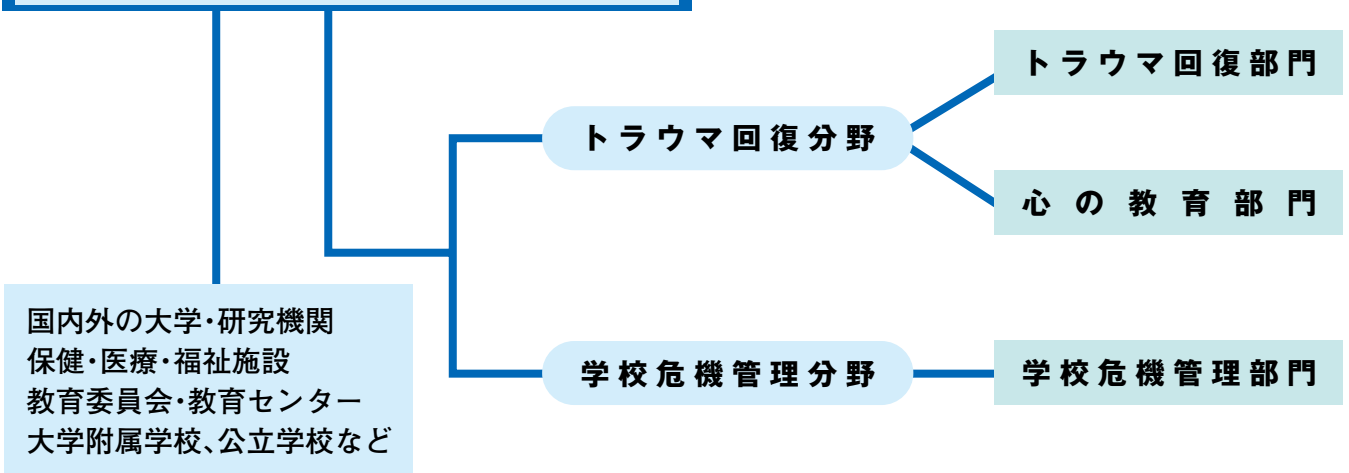 トラウマ回復部門
トラウマ回復分野
心の教育部門
国内外の大学・研究機関
保健・医療・福祉施設
教育委員会・教育センター
大学附属学校、公立学校など
学校危機管理分野
学校危機管理部門